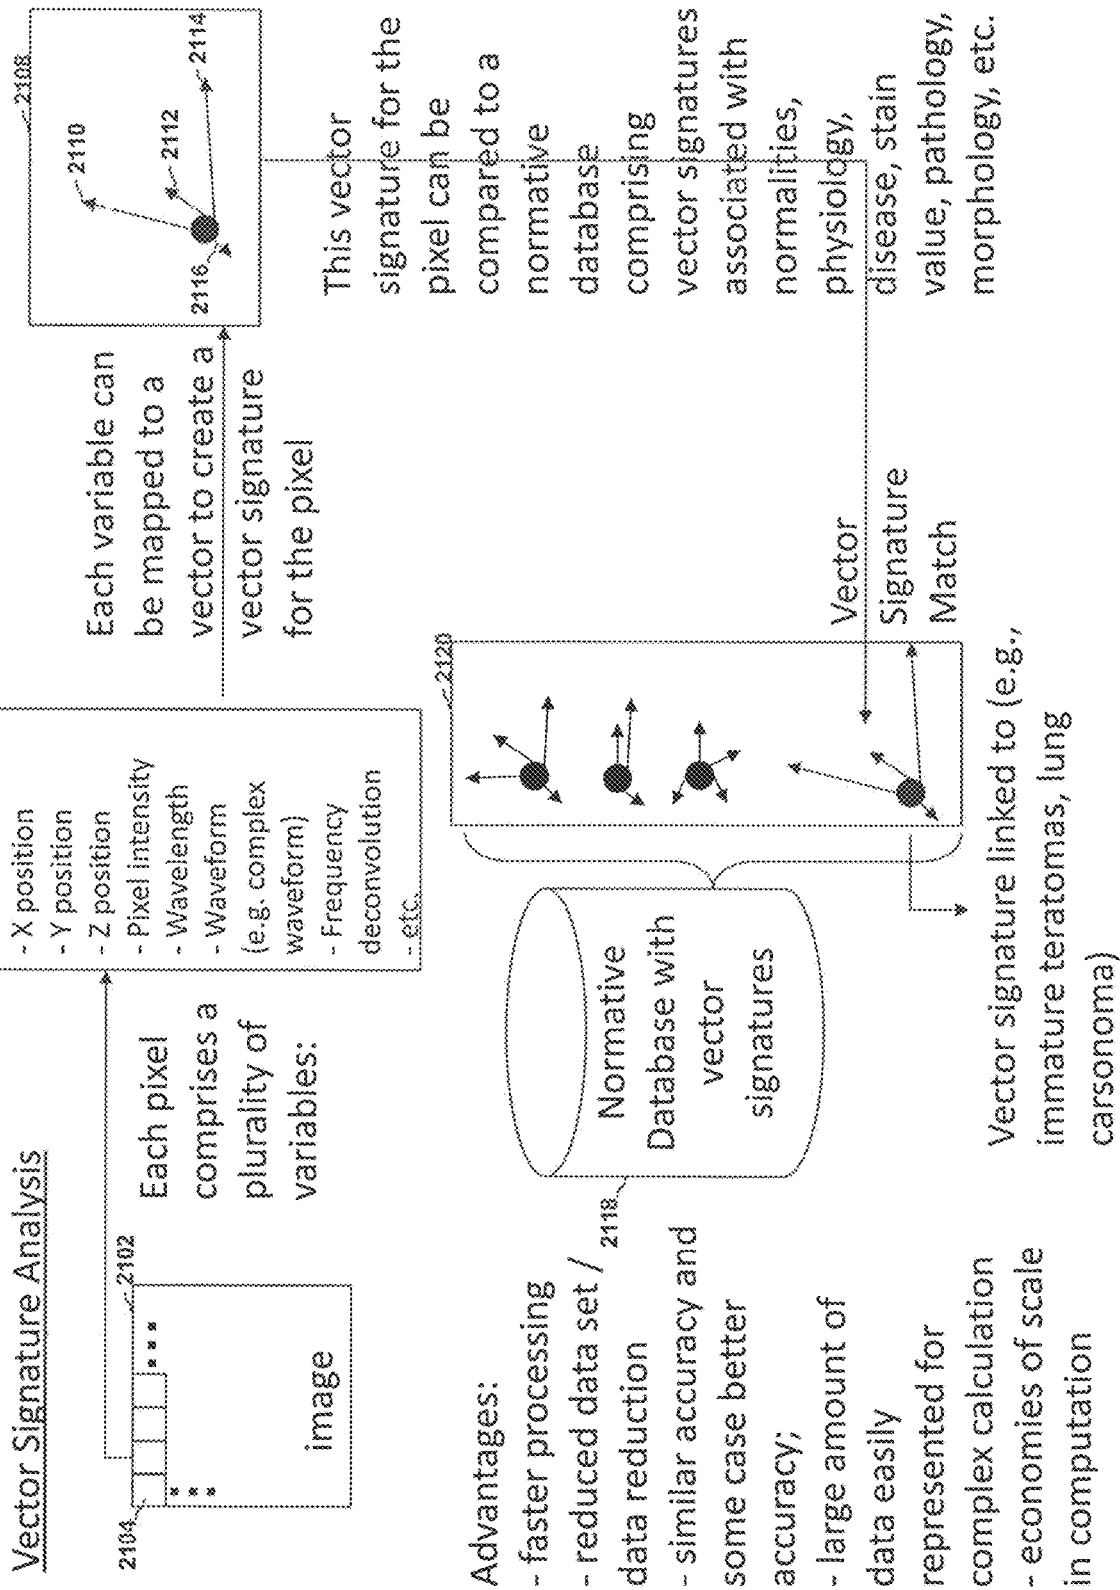 Vector Signature Analysis
2102
2104
image
Each pixel
comprises a
plurality of
variables:
- X position
- Y position
- Z position
- Pixel intensity
- Wavelength
- Waveform
(e.g. complex
waveform)
- Frequency
deconvolution
- etc.
Each variable can
be mapped to a
vector to create a
vector signature
for the pixel
2108
2110
2112
2114
2116
This vector
signature for the
pixel can be
compared to a
normative
database
comprising
vector signatures
associated with
normalities,
physiology,
disease, stain
value, pathology,
morphology, etc.
Advantages:
- faster processing
- reduced data set /
data reduction
- similar accuracy and
some case better
accuracy;
- large amount of
data easily
represented for
complex calculation
- economies of scale
in computation
2118
Normative
Database with
vector
signatures
2120
Vector
Signature
Match
Vector signature linked to (e.g.,
immature teratomas, lung
carsonoma)